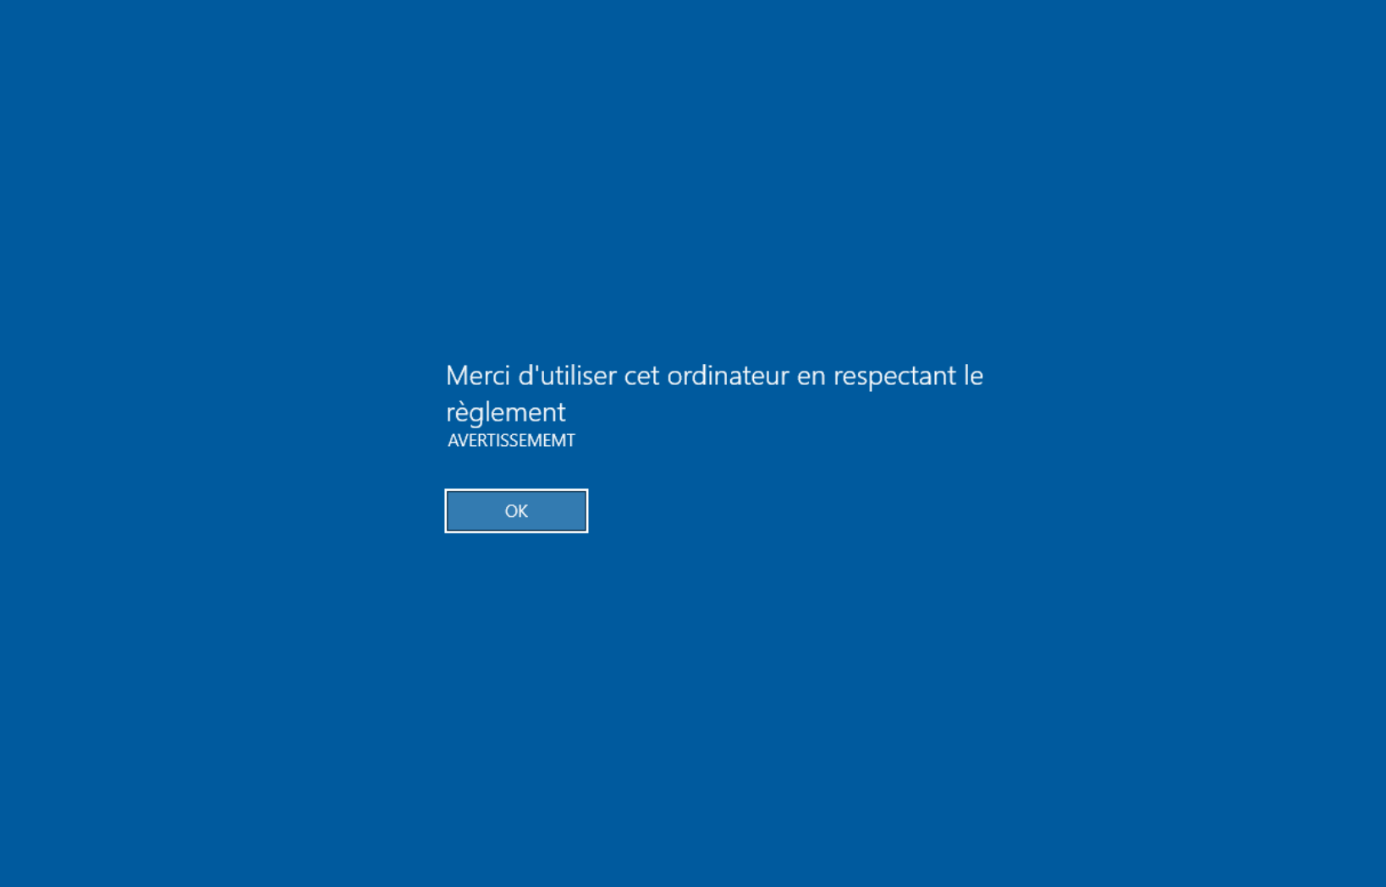 Merci d'utiliser cet ordinateur en respectant le
règlement
AVERTISSEMEMT
OK